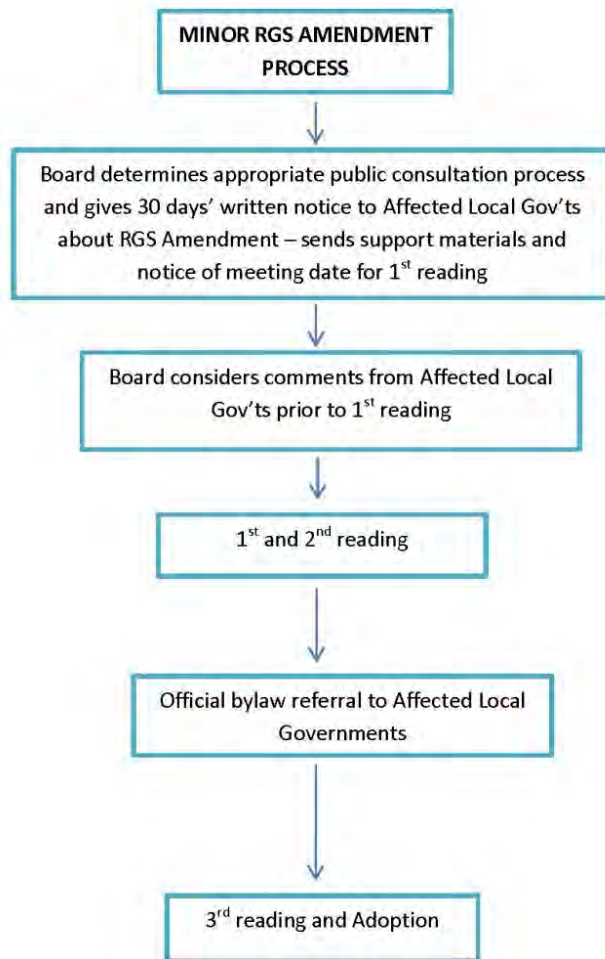 MINOR RGS AMENDMENT
PROCESS
Board determines appropriate public consultation process
and gives 30 days’ written notice to Affected Local Gov’ts
about RGS Amendment – sends support materials and
notice of meeting date for 1st reading
Board considers comments from Affected Local
Gov’ts prior to 1st reading
1st and 2nd reading
Official bylaw referral to Affected Local
Governments
3rd reading and Adoption